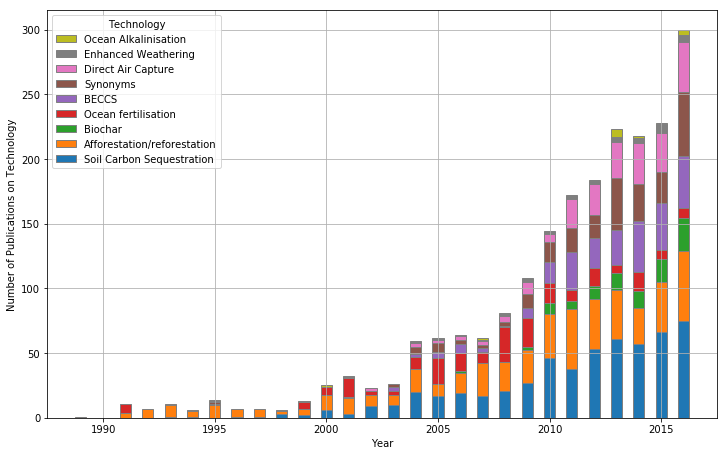 Technology
Ocean Alkalinisation
Enhanced Weathering
Direct Air Capture
Synonyms
BECCS
Ocean fertilisation
Biochar
Afforestation/reforestation
Soil Carbon Sequestration
Number of Publications on Technology
300
250
200
150
100
50
0
1990 1995 2000 2005 2010 2015
Year